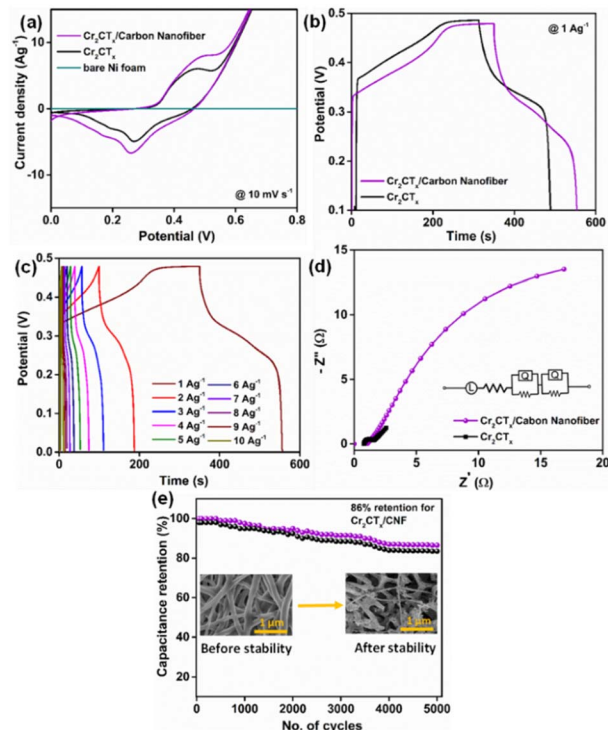 (a)
15
10
5
0
-5
-10
0.0 0.2 0.4 0.6 0.8
Current density (Ag⁻¹)
Potential (V)
Cr₂CTₓ/Carbon Nanofiber
Cr₂CTₓ
bare Ni foam
@ 10 mV s⁻¹
(b)
@ 1 Ag⁻¹
0.5
0.4
0.3
0.2
0.1
0 200 400 600
Potential (V)
Time (s)
Cr₂CTₓ/Carbon Nanofiber
Cr₂CTₓ
(c)
0.5
0.4
0.3
0.2
0.1
0.0
0 100 200 300 400 500 600
Potential (V)
Time (s)
1 Ag⁻¹ 6 Ag⁻¹
2 Ag⁻¹ 7 Ag⁻¹
3 Ag⁻¹ 8 Ag⁻¹
4 Ag⁻¹ 9 Ag⁻¹
5 Ag⁻¹ 10 Ag⁻¹
(d)
15
10
5
0
0 5 10 15 20
- Z'' (Ω)
Z' (Ω)
L
Q Q
Cr₂CTₓ/Cabon Nanofiber
Cr₂CTₓ
(e)
100
80
60
40
20
0 1000 2000 3000 4000 5000
Capacitance retention (%)
No. of cycles
86% retention for
Cr₂CTₓ/CNF
1 µm 1 µm
Before stability After stability